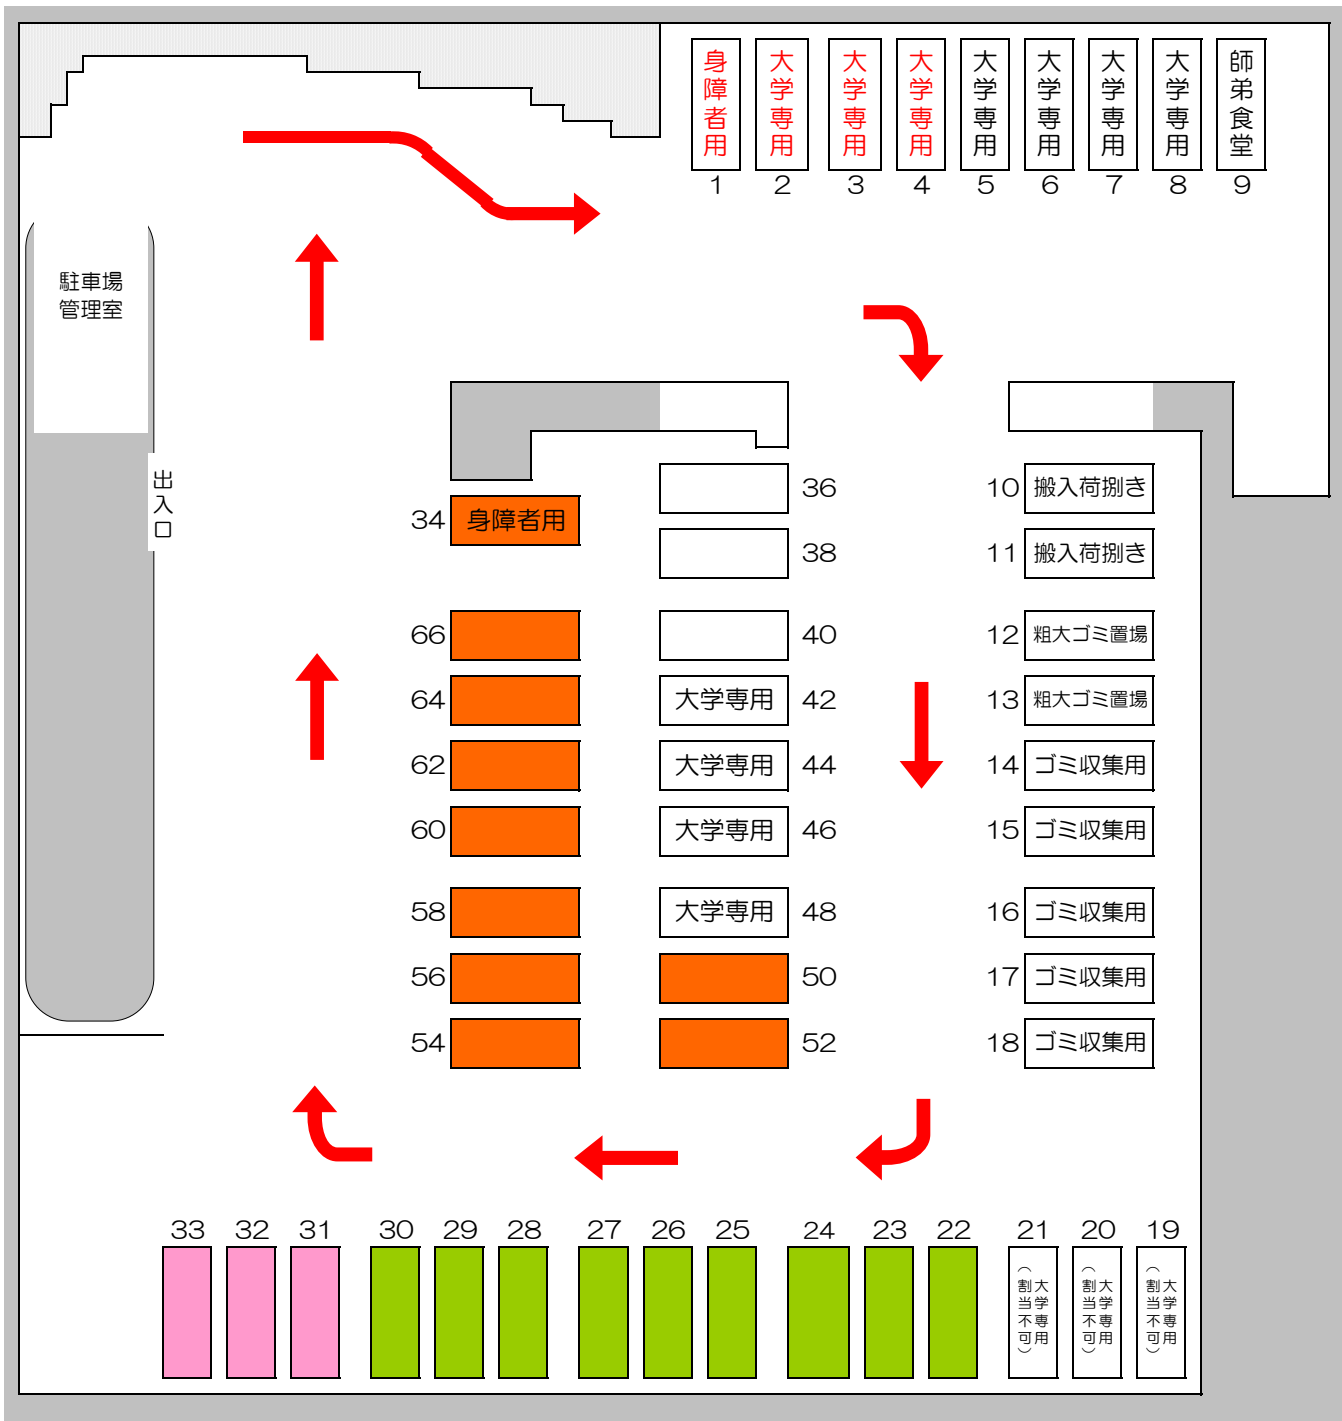 身障者用
1
大学専用
2
大学専用
3
大学専用
4
大学専用
5
大学専用
6
大学専用
7
大学専用
8
師弟食堂
9
駐車場
管理室
出入口
34 身障者用
66
64
62
60
58
56
54
36
38
40
大学専用 42
大学専用 44
大学専用 46
大学専用 48
50
52
10 搬入荷捌き
11 搬入荷捌き
12 粗大ゴミ置場
13 粗大ゴミ置場
14 ゴミ収集用
15 ゴミ収集用
16 ゴミ収集用
17 ゴミ収集用
18 ゴミ収集用
33 32 31 30 29 28 27 26 25 24 23 22 21 20 19
大学専用
(割当不可)
大学専用
(割当不可)
大学専用
(割当不可)